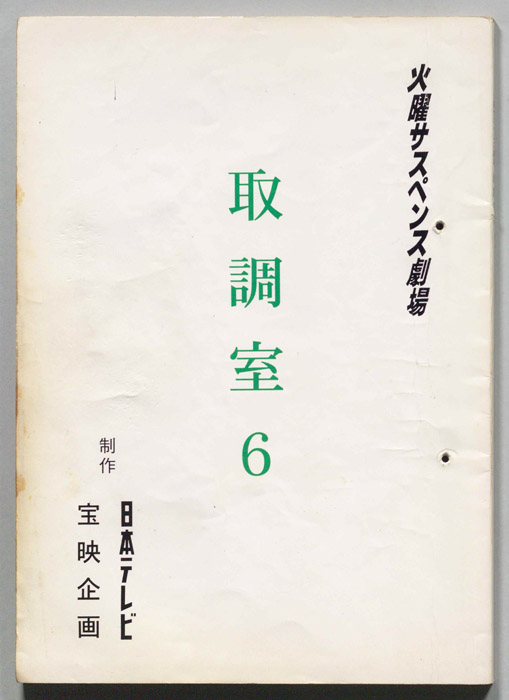 火曜サスペンス劇場
取調室6
制作
日本テレビ
宝映企画